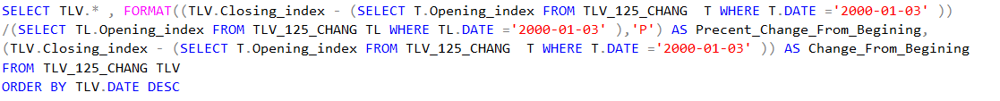 SELECT TLV.* , FORMAT((TLV.Closing_index - (SELECT T.Opening_index FROM TLV_125_CHANG  T WHERE T.DATE ='2000-01-03' ))
/(SELECT TL.Opening_index FROM TLV_125_CHANG TL WHERE TL.DATE ='2000-01-03' ),'P') AS Precent_Change_From_Begining,
(TLV.Closing_index - (SELECT T.Opening_index FROM TLV_125_CHANG  T WHERE T.DATE ='2000-01-03' )) AS Change_From_Begining
FROM TLV_125_CHANG TLV
ORDER BY TLV.DATE DESC